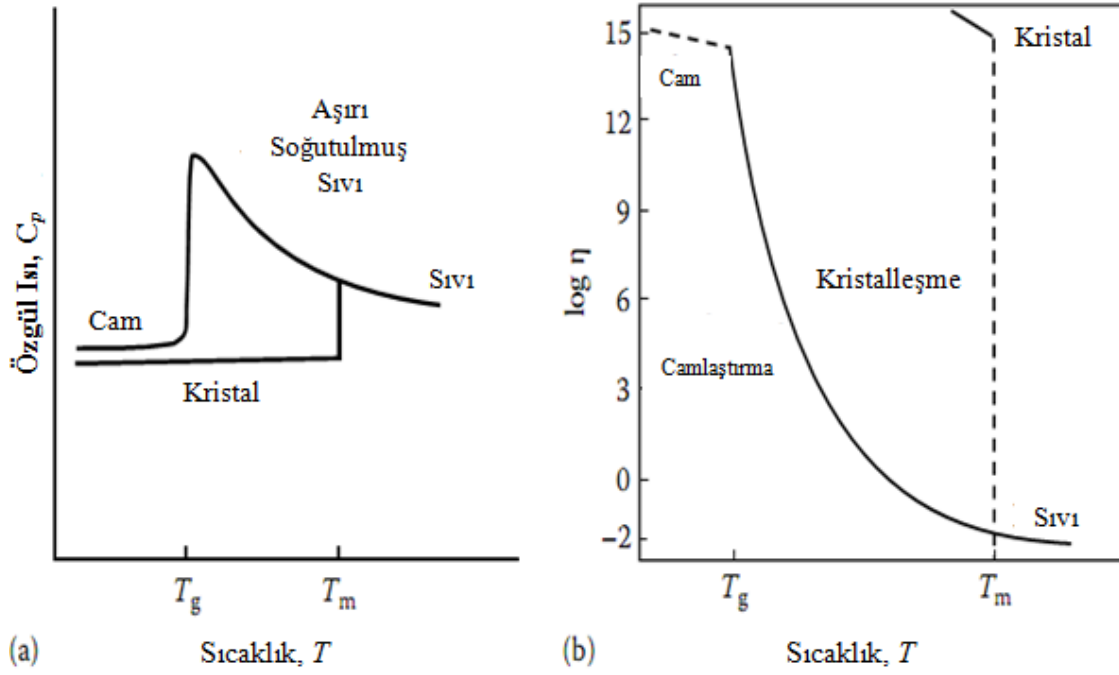 Özgül Isı, Cp
Aşırı
Soğutulmuş
Sıvı
Sıvı
Cam
Kristal
Tg
Tm
(a)
Sıcaklık, T
log η
15
12
9
6
3
0
−2
Kristal
Cam
Kristalleşme
Camlaştırma
Sıvı
Tg
Tm
(b)
Sıcaklık, T